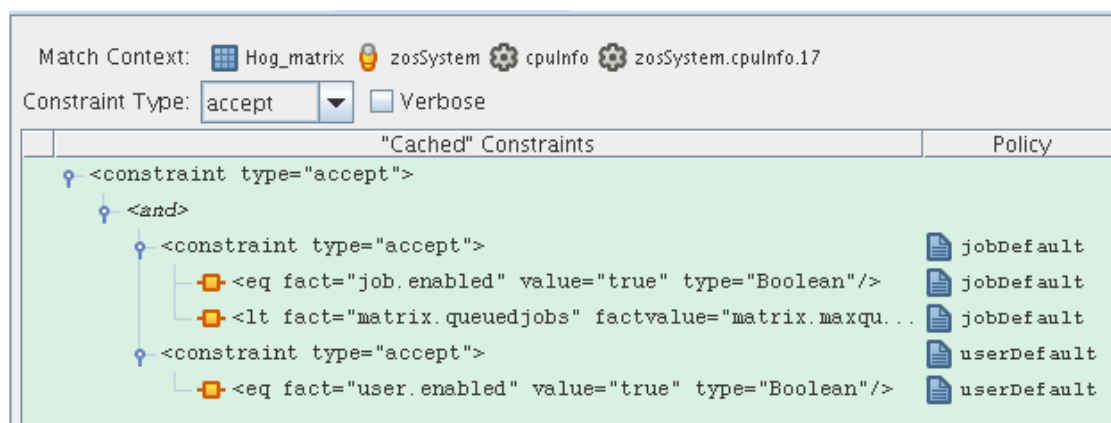 Match Context: Hog_matrix zosSystem cpuInfo zosSystem.cpuInfo.17
Constraint Type: accept Verbose
"Cached" Constraints Policy
<constraint type="accept">
<and>
<constraint type="accept"> jobDefault
<eq fact="job.enabled" value="true" type="Boolean"/> jobDefault
<lt fact="matrix.queuedjobs" factvalue="matrix.maxqu... jobDefault
<constraint type="accept"> userDefault
<eq fact="user.enabled" value="true" type="Boolean"/> userDefault